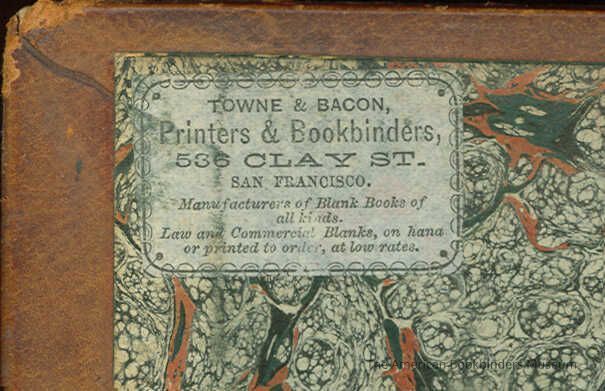 TOWNE & BACON,
Printers & Bookbinders,
536 CLAY ST.
SAN FRANCISCO.
Manufacturers of Blank Books of
all kinds.
Law and Commercial Blanks, on hand
or printed to order, at low rates.
The American Bookbinders Museum